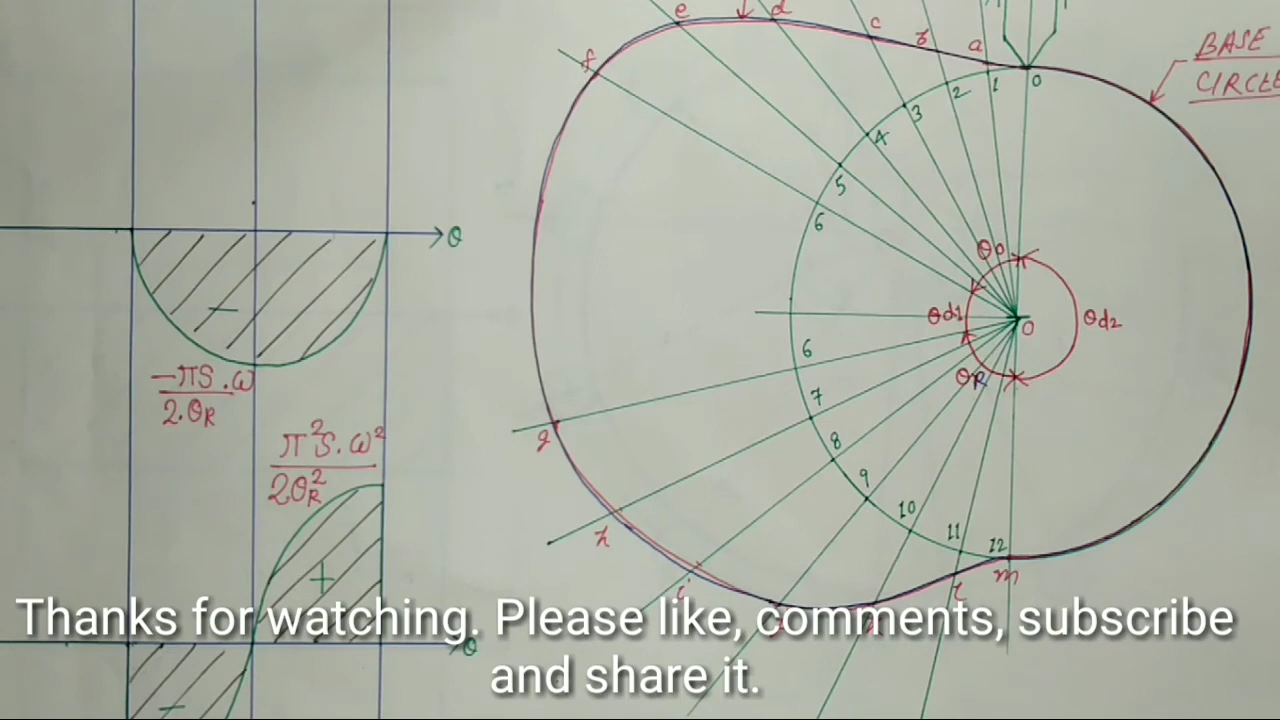 e
d
c
b
a
f
BASE
CIRCLE
0
1
2
3
4
5
6
θ
θo
θd1
O
θd2
θR
-πS.ω
2.θR
π²S.ω²
2θR²
6
7
8
9
10
11
12
g
h
i
l
m
-
+
-
θ
Thanks for watching. Please like, comments, subscribe
and share it.